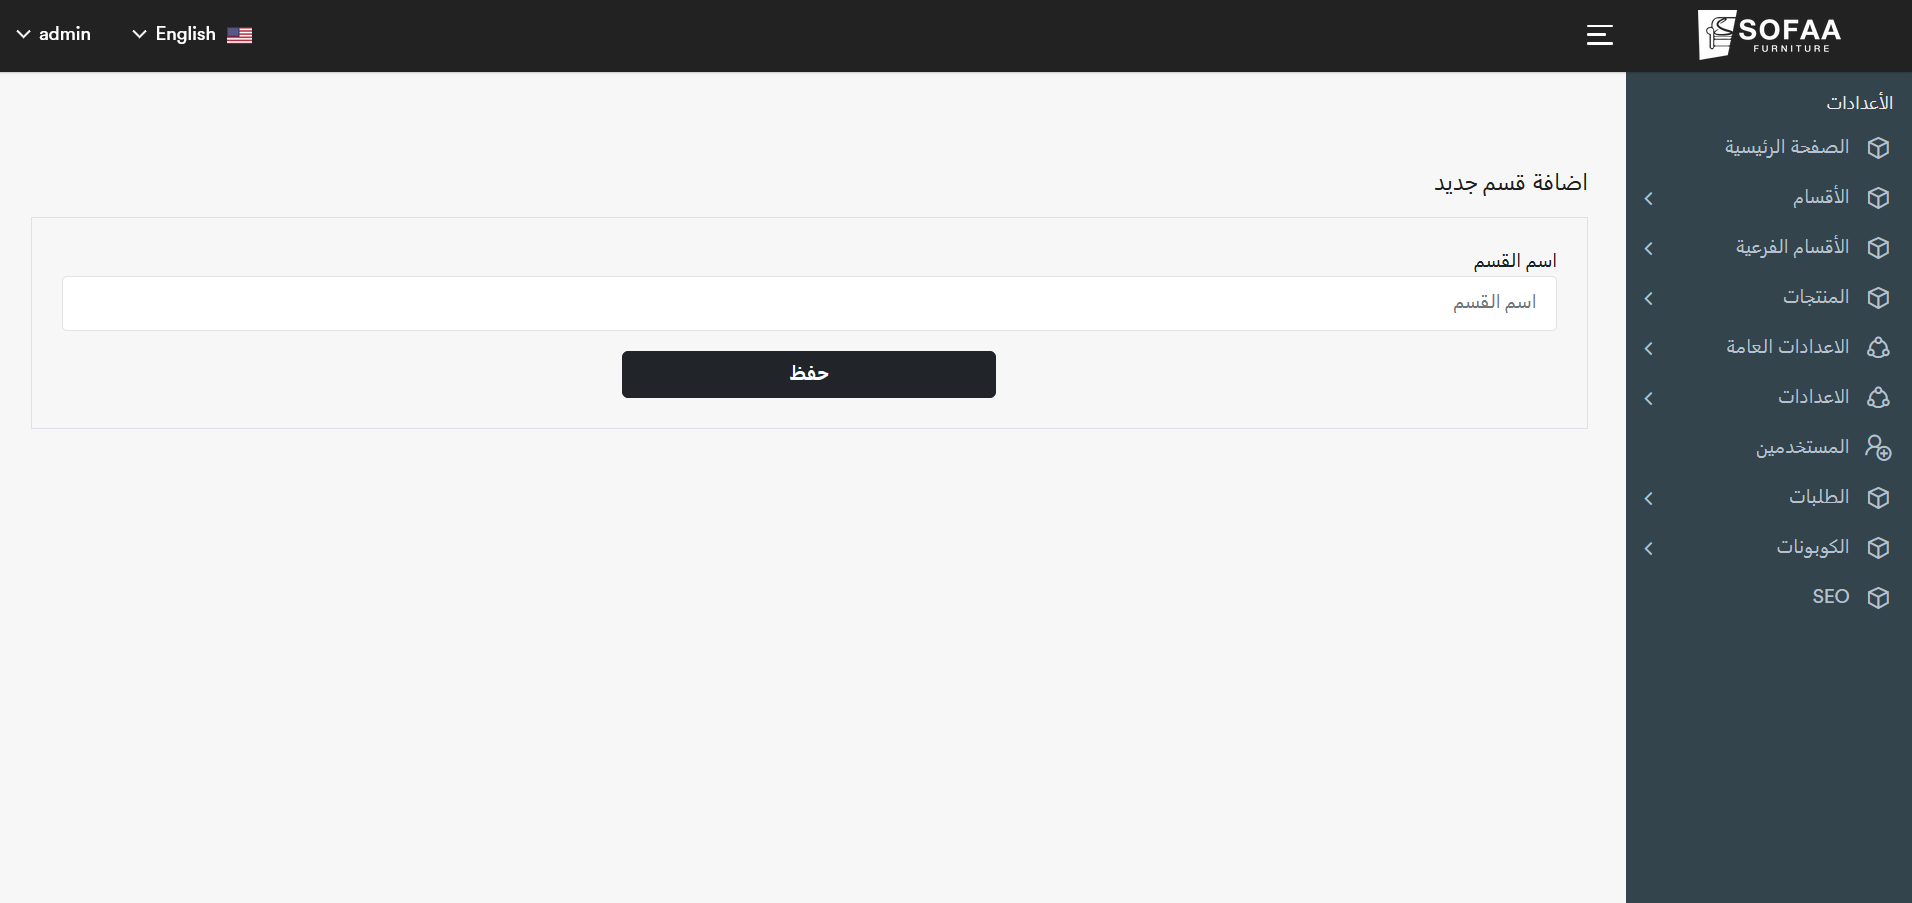 SOFAA
FURNITURE
English
admin
الأعدادات
الصفحة الرئيسية
الأقسام
الأقسام الفرعية
المنتجات
الاعدادات العامة
الاعدادات
المستخدمين
الطلبات
الكوبونات
SEO
اضافة قسم جديد
اسم القسم
اسم القسم
حفظ